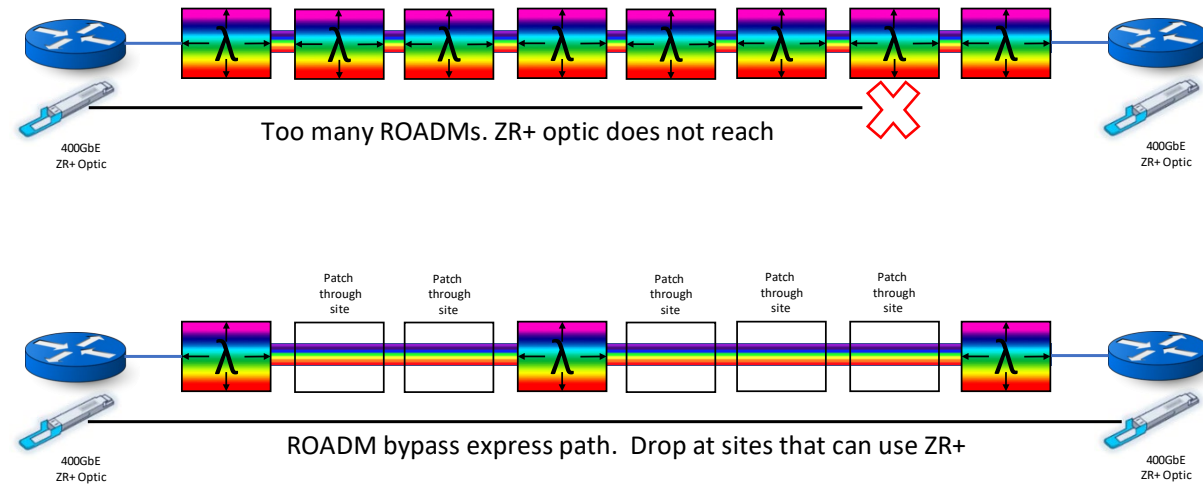 λ λ λ λ λ λ λ λ
Too many ROADMs. ZR+ optic does not reach
400GbE
ZR+ Optic
400GbE
ZR+ Optic
Patch
through
site
Patch
through
site
Patch
through
site
Patch
through
site
Patch
through
site
λ λ λ
ROADM bypass express path.  Drop at sites that can use ZR+
400GbE
ZR+ Optic
400GbE
ZR+ Optic